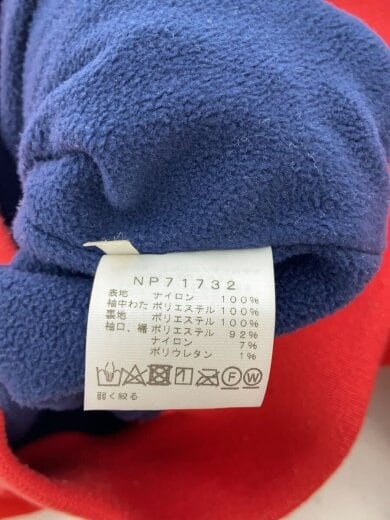 NP71732
表地 ナイロン 100%
袖中わた ポリエステル 100%
裏地 ポリエステル 100%
袖口、裾 ポリエステル 92%
ナイロン 7%
ポリウレタン 1%
F W
弱く絞る